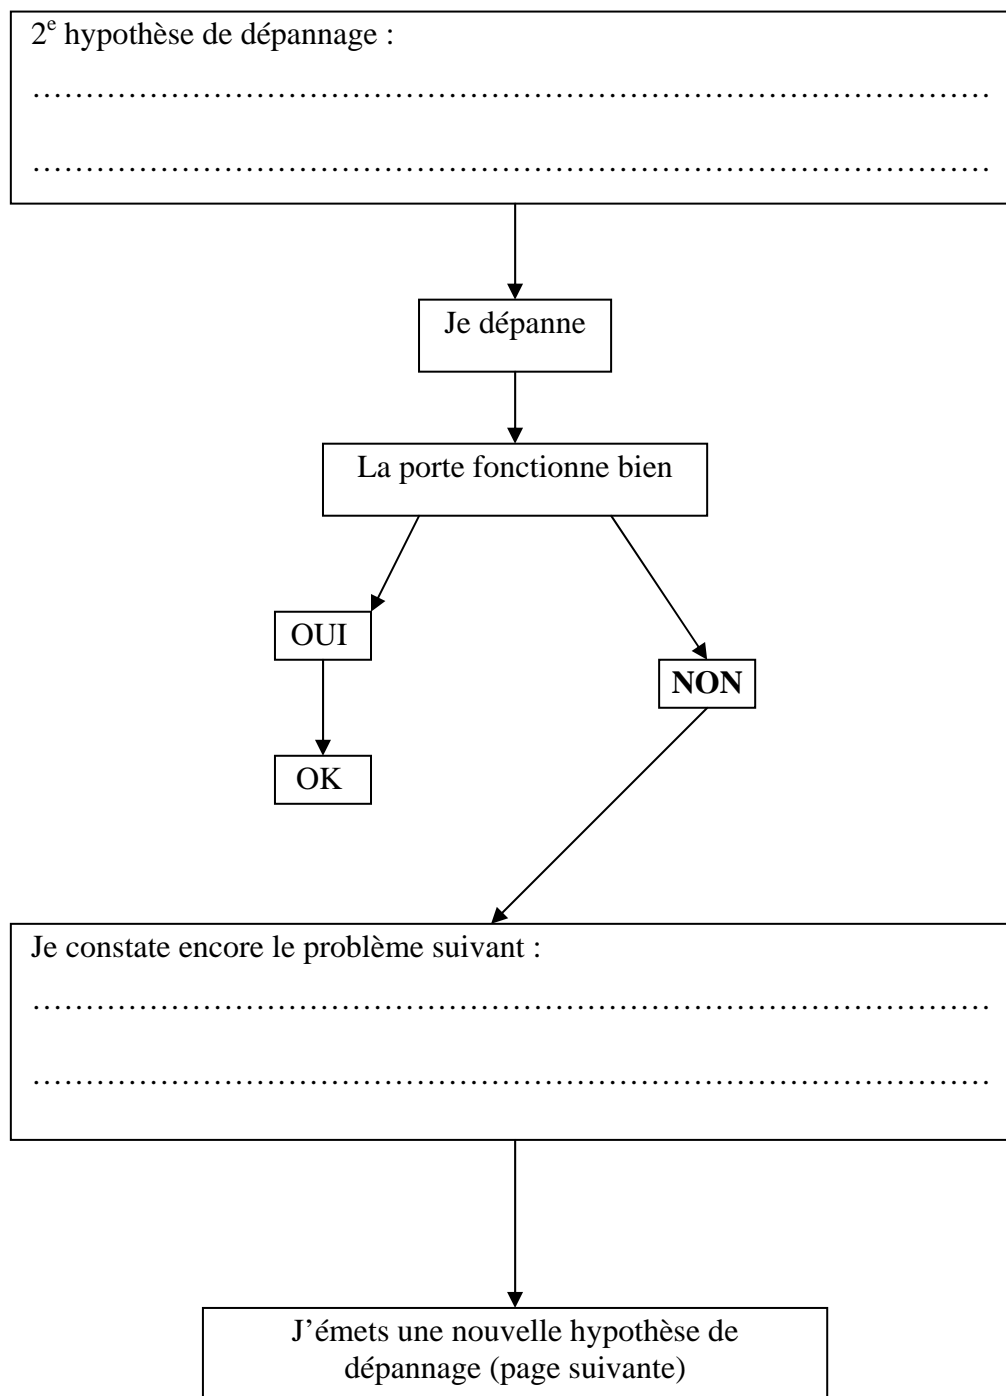 2e hypothèse de dépannage :
………………………………………………………………………………
………………………………………………………………………………
Je dépanne
La porte fonctionne bien
OUI
NON
OK
Je constate encore le problème suivant :
………………………………………………………………………………
………………………………………………………………………………
J’émets une nouvelle hypothèse de
dépannage (page suivante)